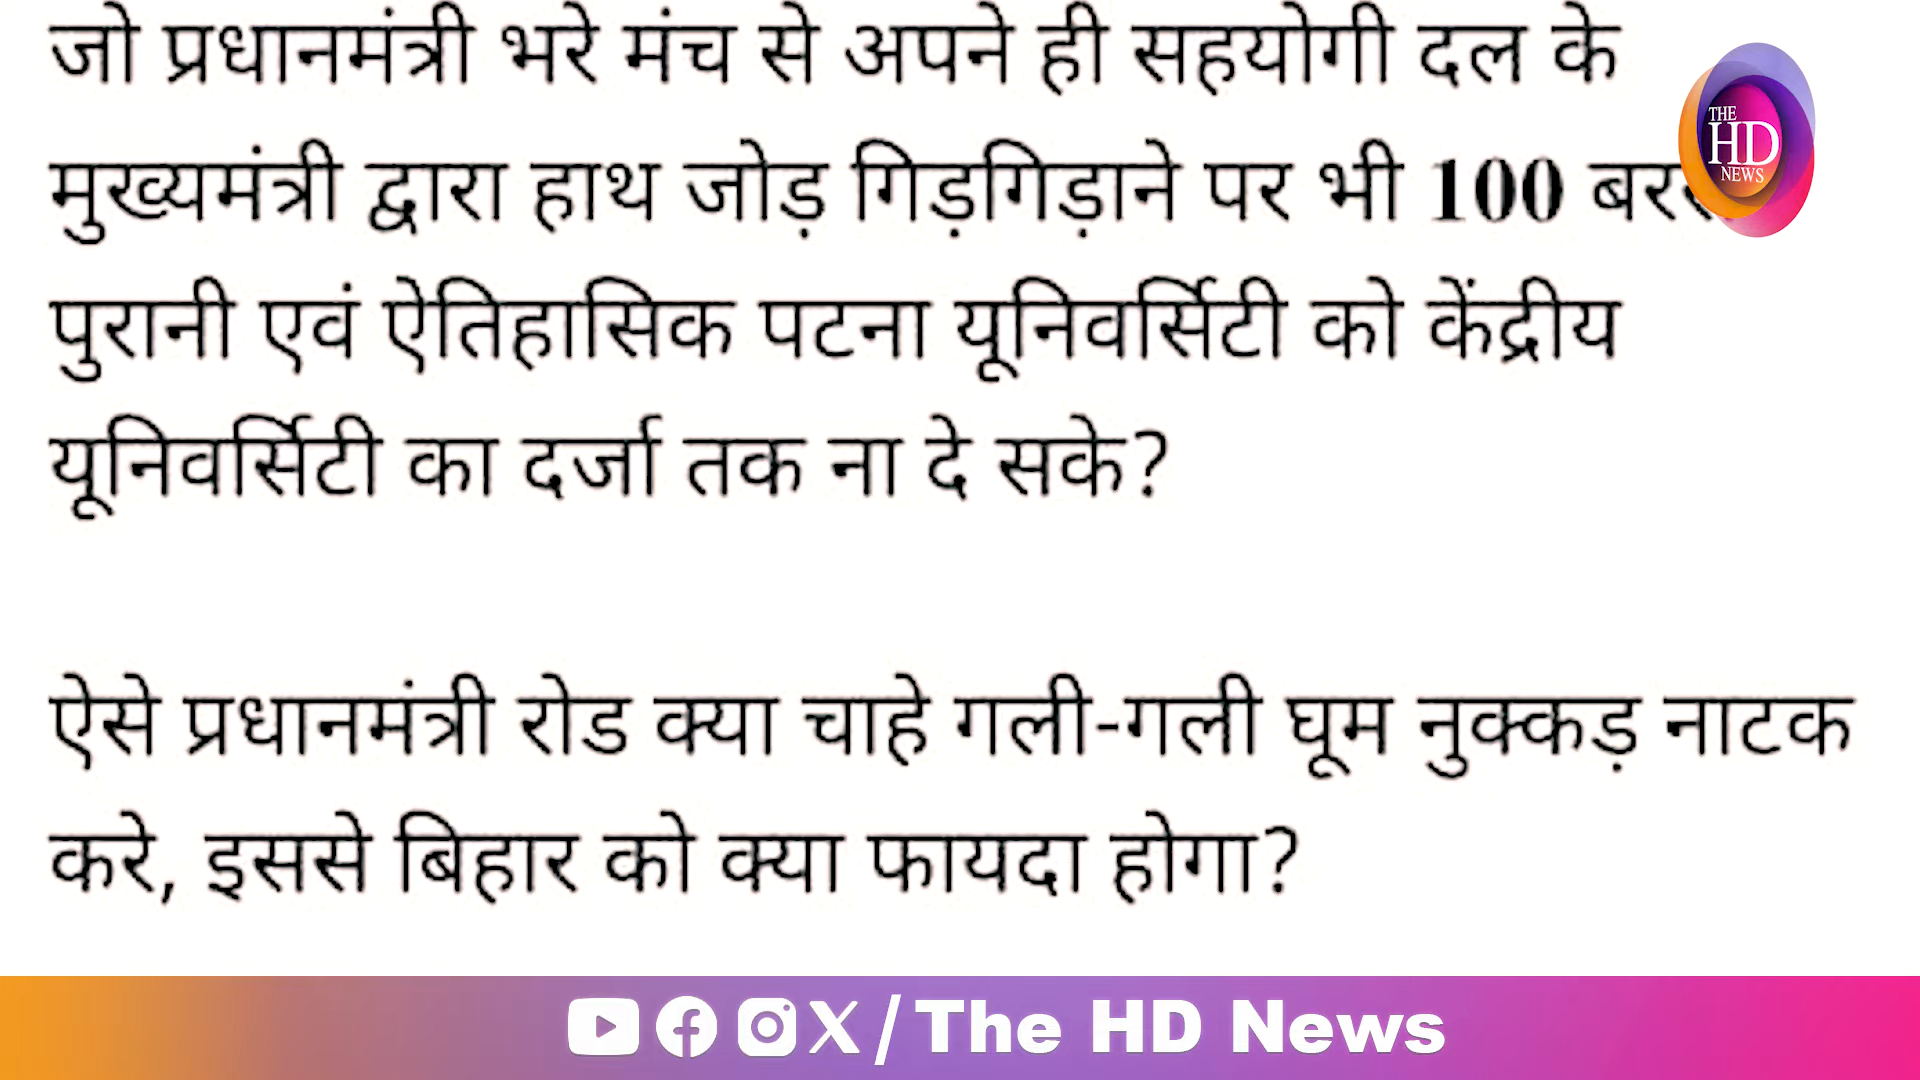 जो प्रधानमंत्री भरे मंच से अपने ही सहयोगी दल के
मुख्यमंत्री द्वारा हाथ जोड़ गिड़गिड़ाने पर भी 100
पुरानी एवं ऐतिहासिक पटना यूनिवर्सिटी को केंद्रीय
यूनिवर्सिटी का दर्जा तक ना दे सके?
ऐसे प्रधानमंत्री रोड क्या चाहे गली-गली घूम नुक्कड़ नाटक
करे, इससे बिहार को क्या फायदा होगा?
THE
HD
NEWS
/The HD News